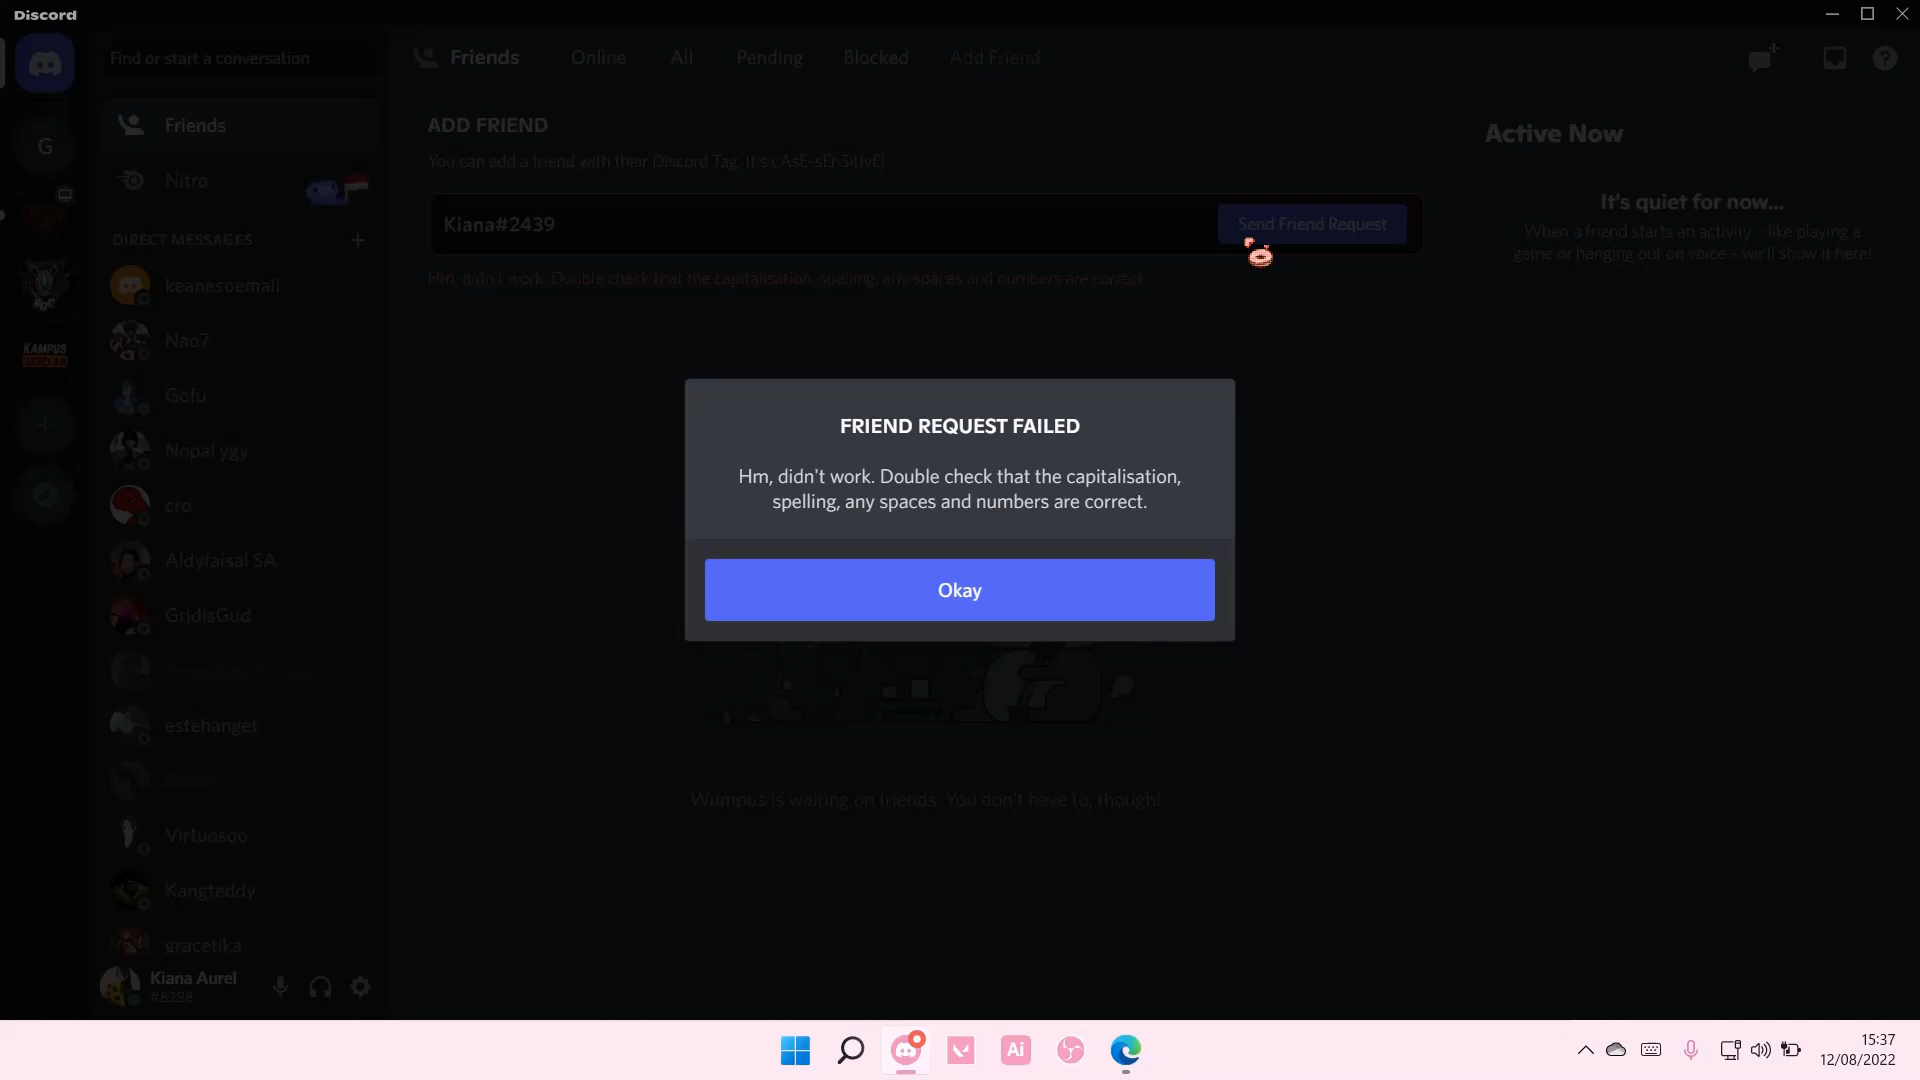 Discord
Find or start a conversation
Friends
Online
All
Pending
Blocked
Add Friend
G
Friends
Nitro
DIRECT MESSAGES
KAMPUS
keanesoemali
Nao7
Gofu
Nopal ygy
cro
Aldyfaisal SA
GridisGud
estehanget
Virtuosoo
Kangteddy
gracetika
Kiana Aurel
#8299
ADD FRIEND
You can add a friend with their Discord Tag. It's cAsE-sEnSitIvE!
Kiana#2439
Send Friend Request
Hm, didn't work. Double check that the capitalisation, spelling, any spaces and numbers are correct.
FRIEND REQUEST FAILED
Hm, didn't work. Double check that the capitalisation,
spelling, any spaces and numbers are correct.
Okay
Wumpus is waiting on friends. You don't have to, though!
Active Now
It's quiet for now...
When a friend starts an activity – like playing a
game or hanging out on voice – we'll show it here!
Ai
15:37
12/08/2022